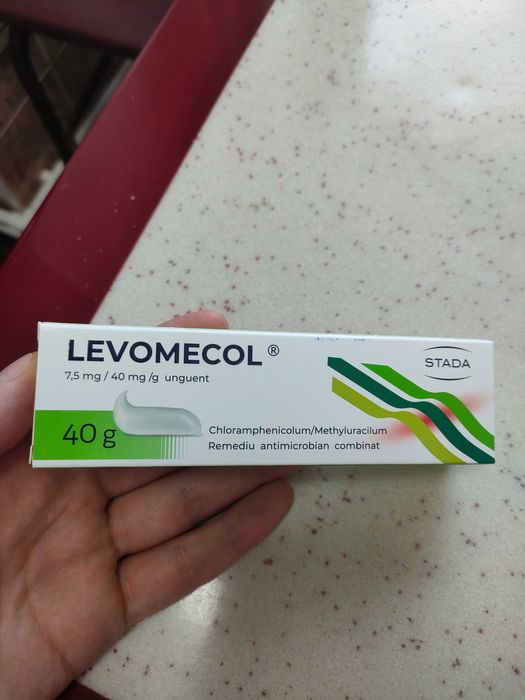 LEVOMECOL®
7,5 mg / 40 mg /g unguent
STADA
40 g
Chloramphenicolum/Methyluracilum
Remediu antimicrobian combinat